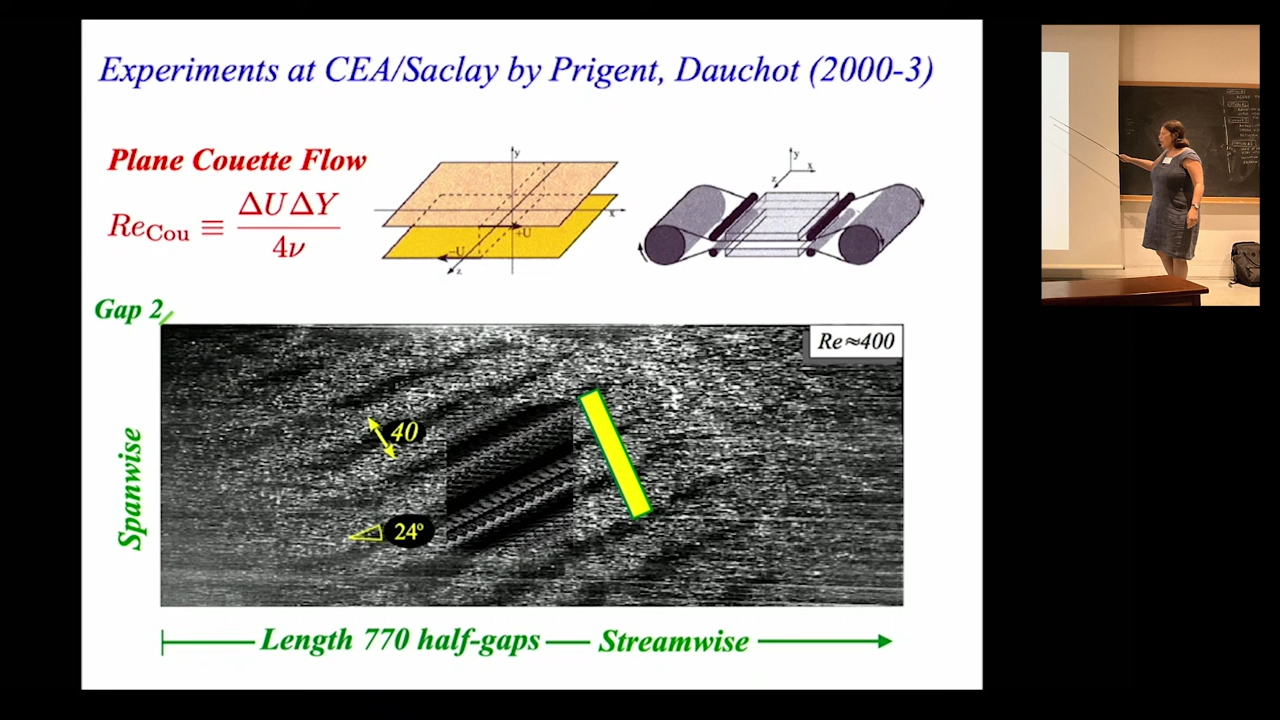 Experiments at CEA/Saclay by Prigent, Dauchot (2000-3)
Plane Couette Flow
Re_Cou ≡ ΔU ΔY / 4ν
y
x
z
+U
-U
y
x
z
Gap 2
Re≈400
40
24º
Spanwise
Length 770 half-gaps
Streamwise